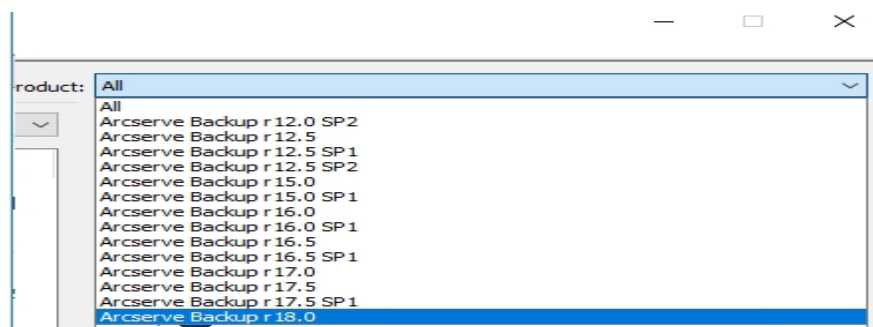 roduct: All
All
Arcserve Backup r12.0 SP2
Arcserve Backup r12.5
Arcserve Backup r12.5 SP1
Arcserve Backup r12.5 SP2
Arcserve Backup r15.0
Arcserve Backup r15.0 SP1
Arcserve Backup r16.0
Arcserve Backup r16.0 SP1
Arcserve Backup r16.5
Arcserve Backup r16.5 SP1
Arcserve Backup r17.0
Arcserve Backup r17.5
Arcserve Backup r17.5 SP1
Arcserve Backup r18.0